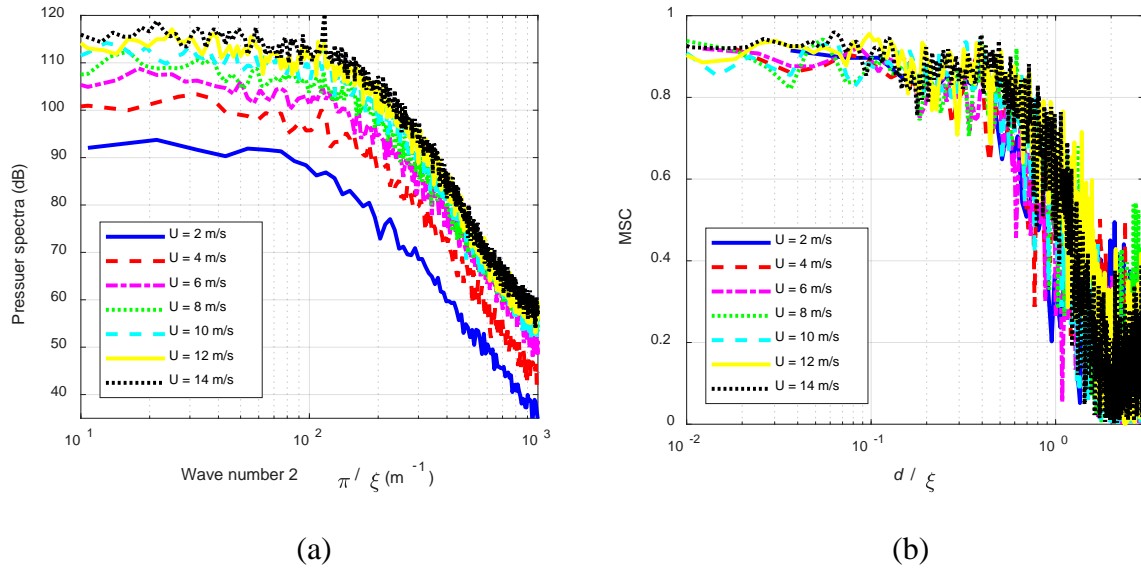 120
110
100
90
80
70
60
50
40
Pressuer spectra (dB)
U = 2 m/s
U = 4 m/s
U = 6 m/s
U = 8 m/s
U = 10 m/s
U = 12 m/s
U = 14 m/s
10 1
10 2
10 3
Wave number 2 π / ξ (m -1)
(a)
1
0.8
0.6
0.4
0.2
0
MSC
U = 2 m/s
U = 4 m/s
U = 6 m/s
U = 8 m/s
U = 10 m/s
U = 12 m/s
U = 14 m/s
10 -2
10 -1
10 0
d / ξ
(b)